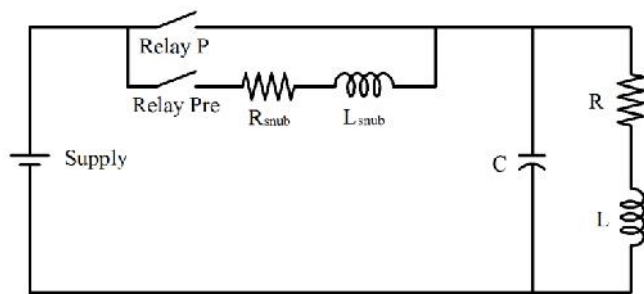 Relay P
Relay Pre
Rsnub
Lsnub
R
Supply
C
L